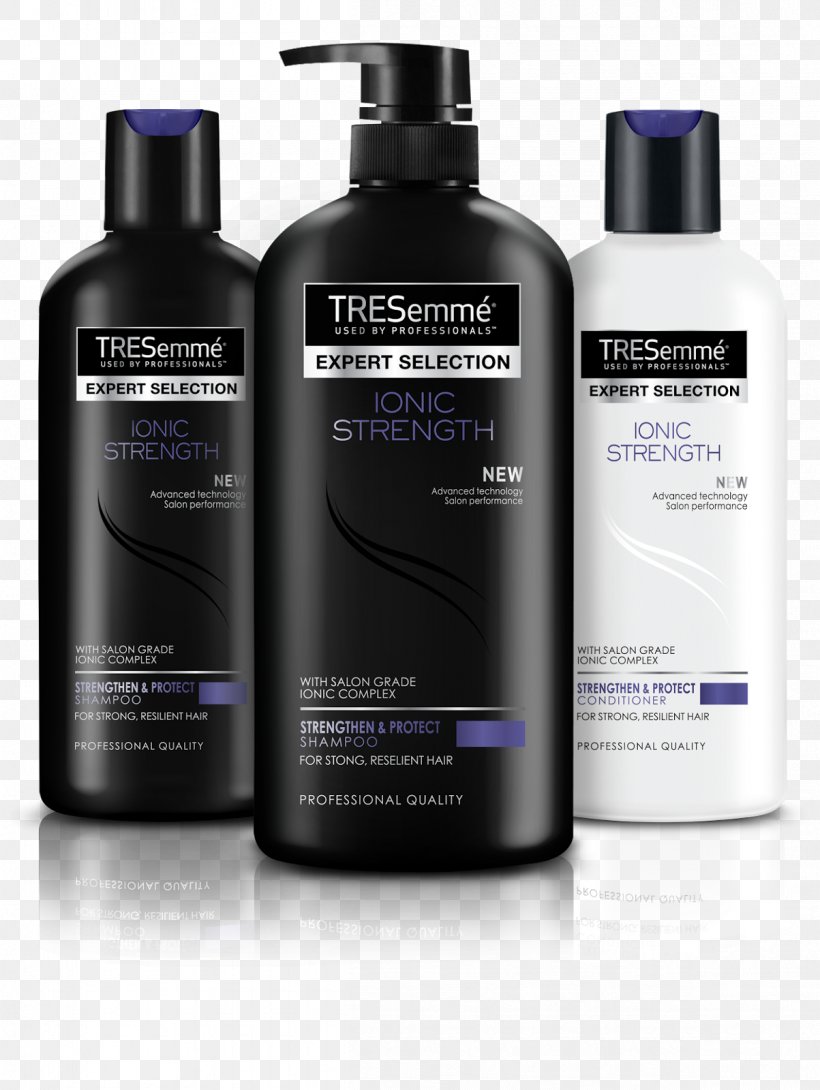 TRESemmé
USED BY PROFESSIONALS™
EXPERT SELECTION
IONIC
STRENGTH
NEW
Advanced technology
Salon performance
WITH SALON GRADE
IONIC COMPLEX
STRENGTHEN & PROTECT
SHAMPOO
FOR STRONG, RESILIENT HAIR
PROFESSIONAL QUALITY
TRESemmé
USED BY PROFESSIONALS™
EXPERT SELECTION
IONIC
STRENGTH
NEW
Advanced technology
Salon performance
WITH SALON GRADE
IONIC COMPLEX
STRENGTHEN & PROTECT
SHAMPOO
FOR STONG, RESELIENT HAIR
PROFESSIONAL QUALITY
TRESemmé
USED BY PROFESSIONALS™
EXPERT SELECTION
IONIC
STRENGTH
NEW
Advanced technology
Salon performance
WITH SALON GRADE
IONIC COMPLEX
STRENGTHEN & PROTECT
CONDITIONER
FOR STRONG, RESILIENT HAIR
PROFESSIONAL QUALITY